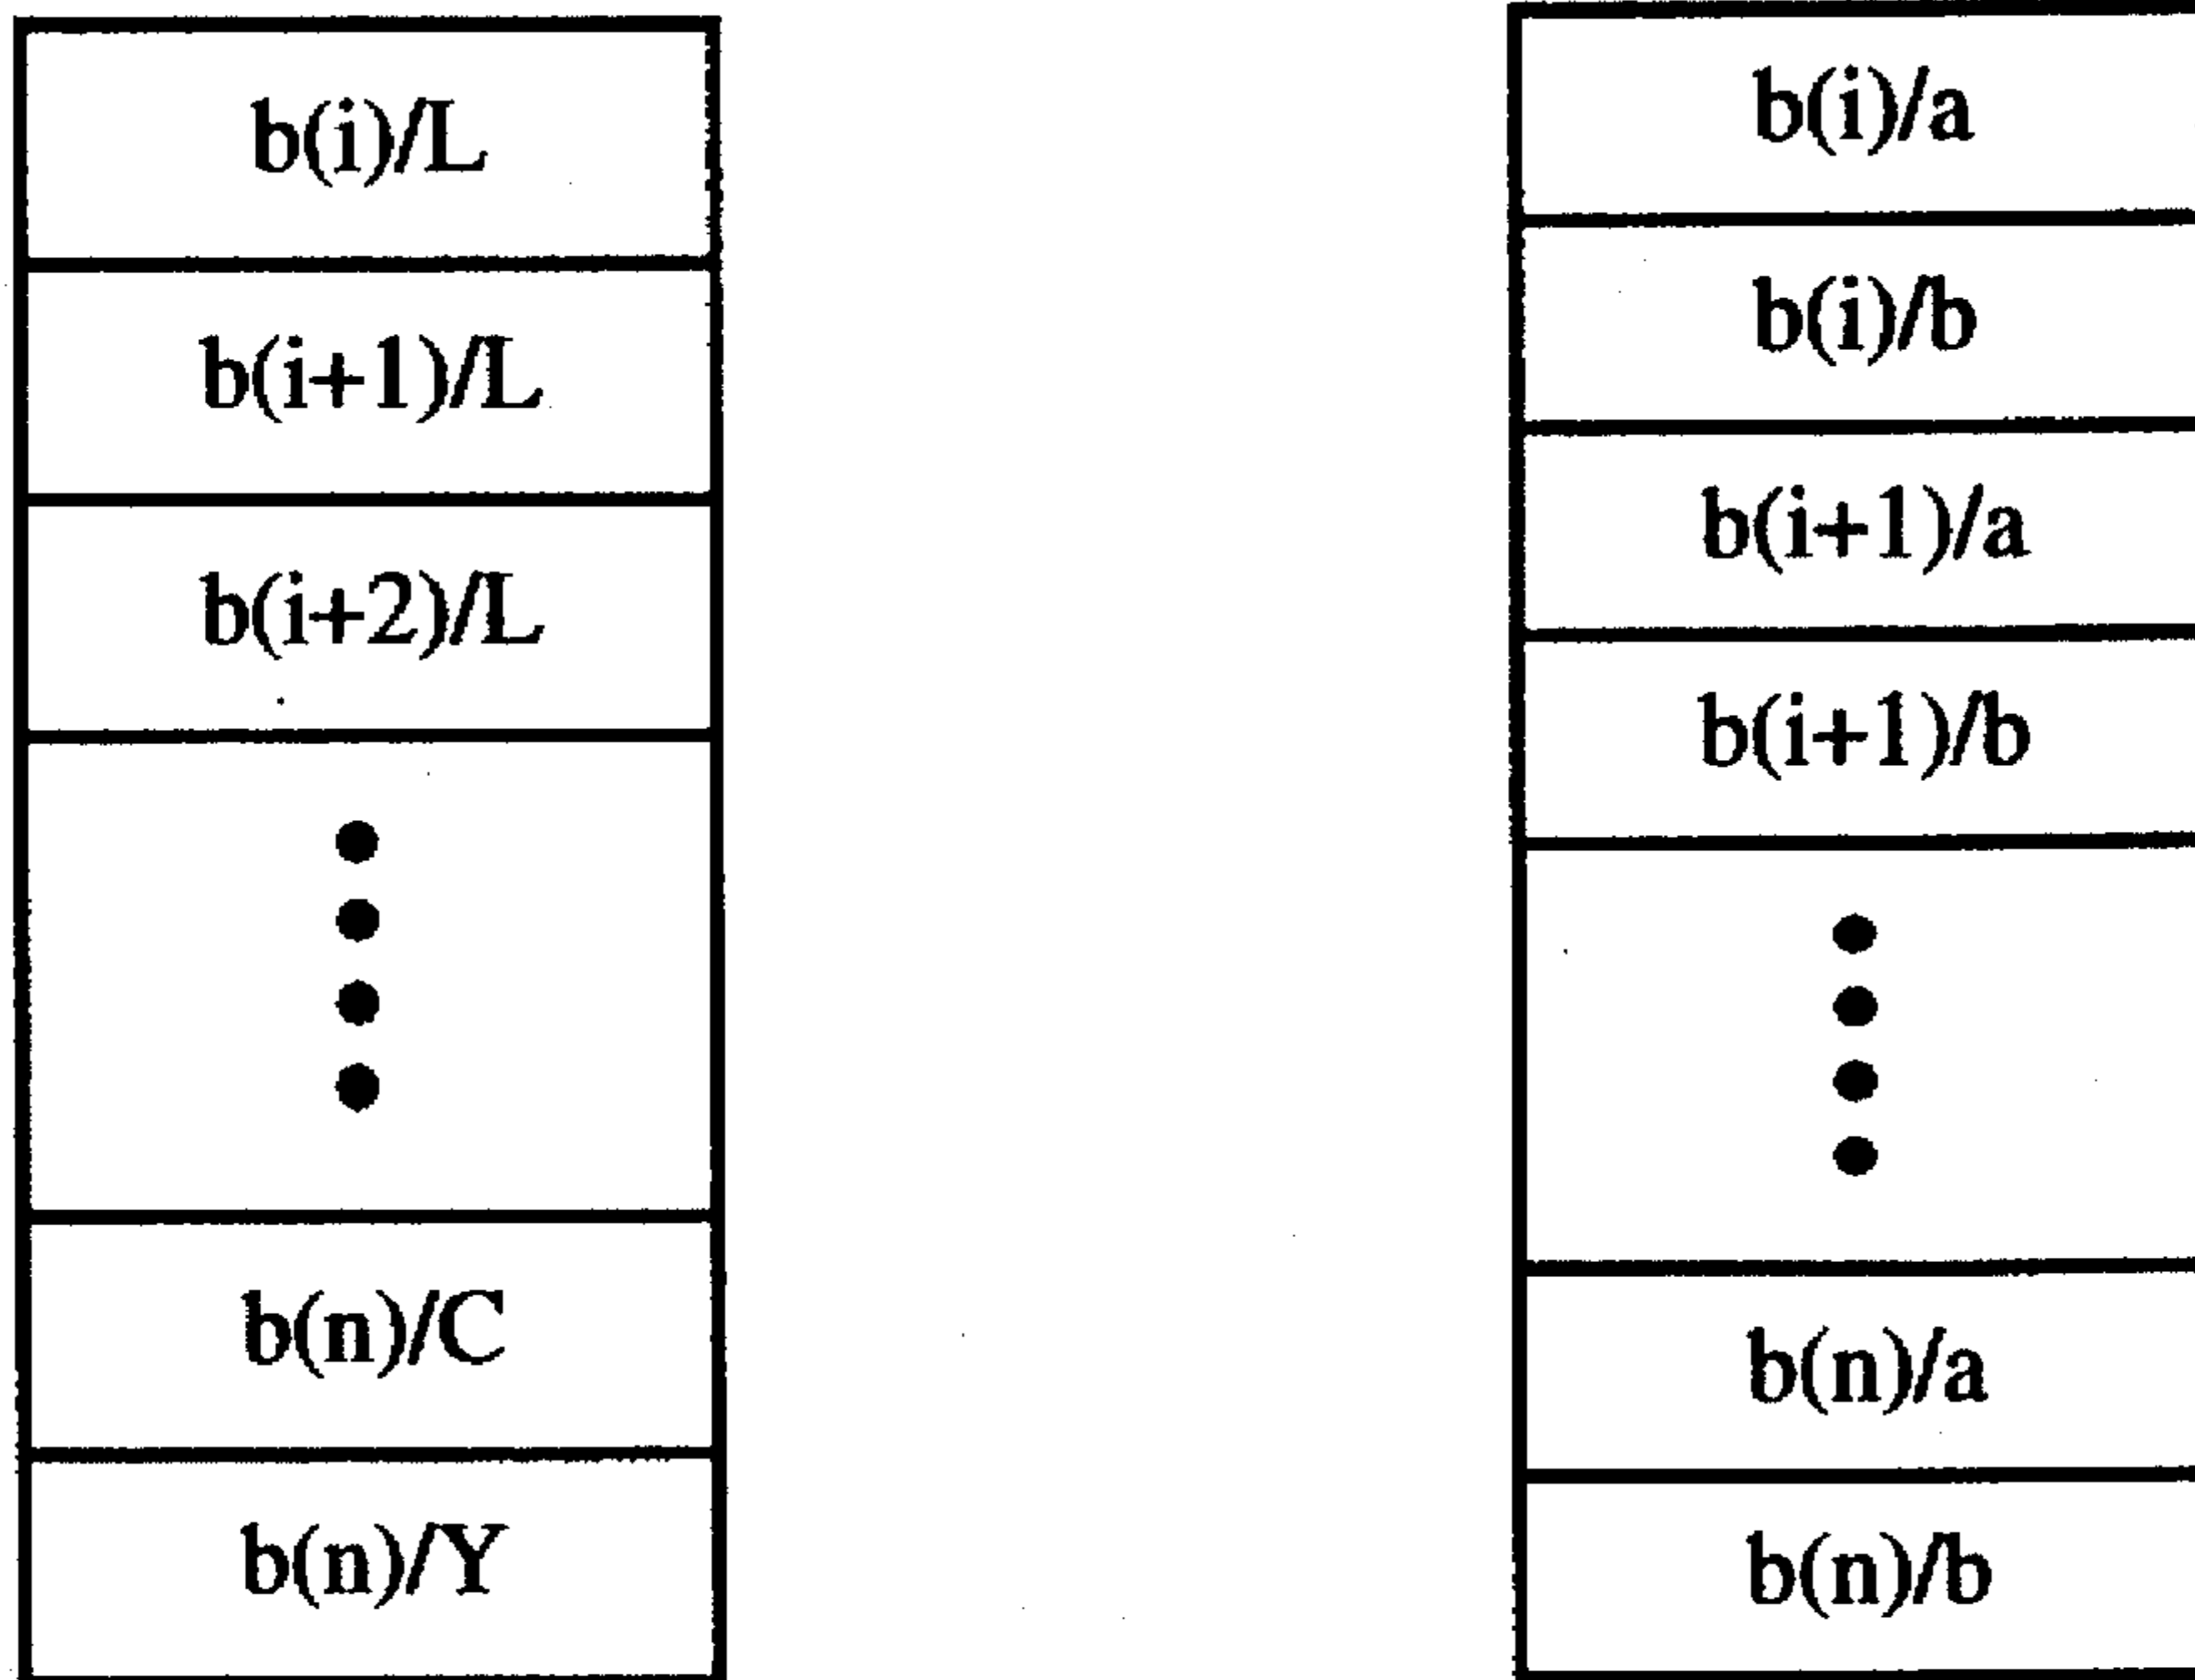 b(i)/L
b(i+1)/L
b(i+2)/L
b(n)/C
b(n)/Y
b(i)/a
b(i)/b
b(i+1)/a
b(i+1)/b
b(n)/a
b(n)/b